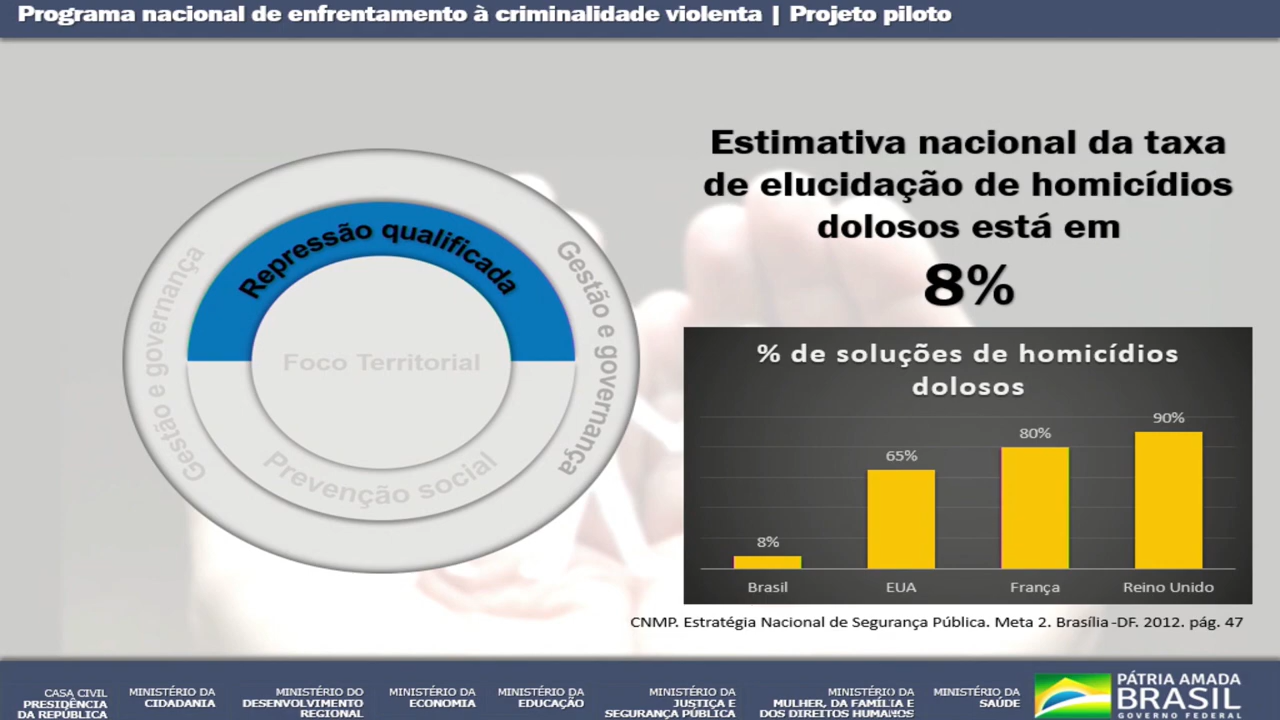 Programa nacional de enfrentamento à criminalidade violenta | Projeto piloto
Repressão qualificada
Gestão e governança
Gestão e governança
Foco Territorial
Prevenção social
Estimativa nacional da taxa
de elucidação de homicídios
dolosos está em
8%
% de soluções de homicídios
dolosos
8%
65%
80%
90%
Brasil
EUA
França
Reino Unido
CNMP. Estratégia Nacional de Segurança Pública. Meta 2. Brasília-DF. 2012. pág. 47
CASA CIVIL
PRESIDÊNCIA
DA REPÚBLICA
MINISTÉRIO DA
CIDADANIA
MINISTÉRIO DO
DESENVOLVIMENTO
REGIONAL
MINISTÉRIO DA
ECONOMIA
MINISTÉRIO DA
EDUCAÇÃO
MINISTÉRIO DA
JUSTIÇA E
SEGURANÇA PÚBLICA
MINISTÉRIO DA
MULHER, DA FAMÍLIA E
DOS DIREITOS HUMANOS
MINISTÉRIO DA
SAÚDE
PÁTRIA AMADA
BRASIL
GOVERNO FEDERAL